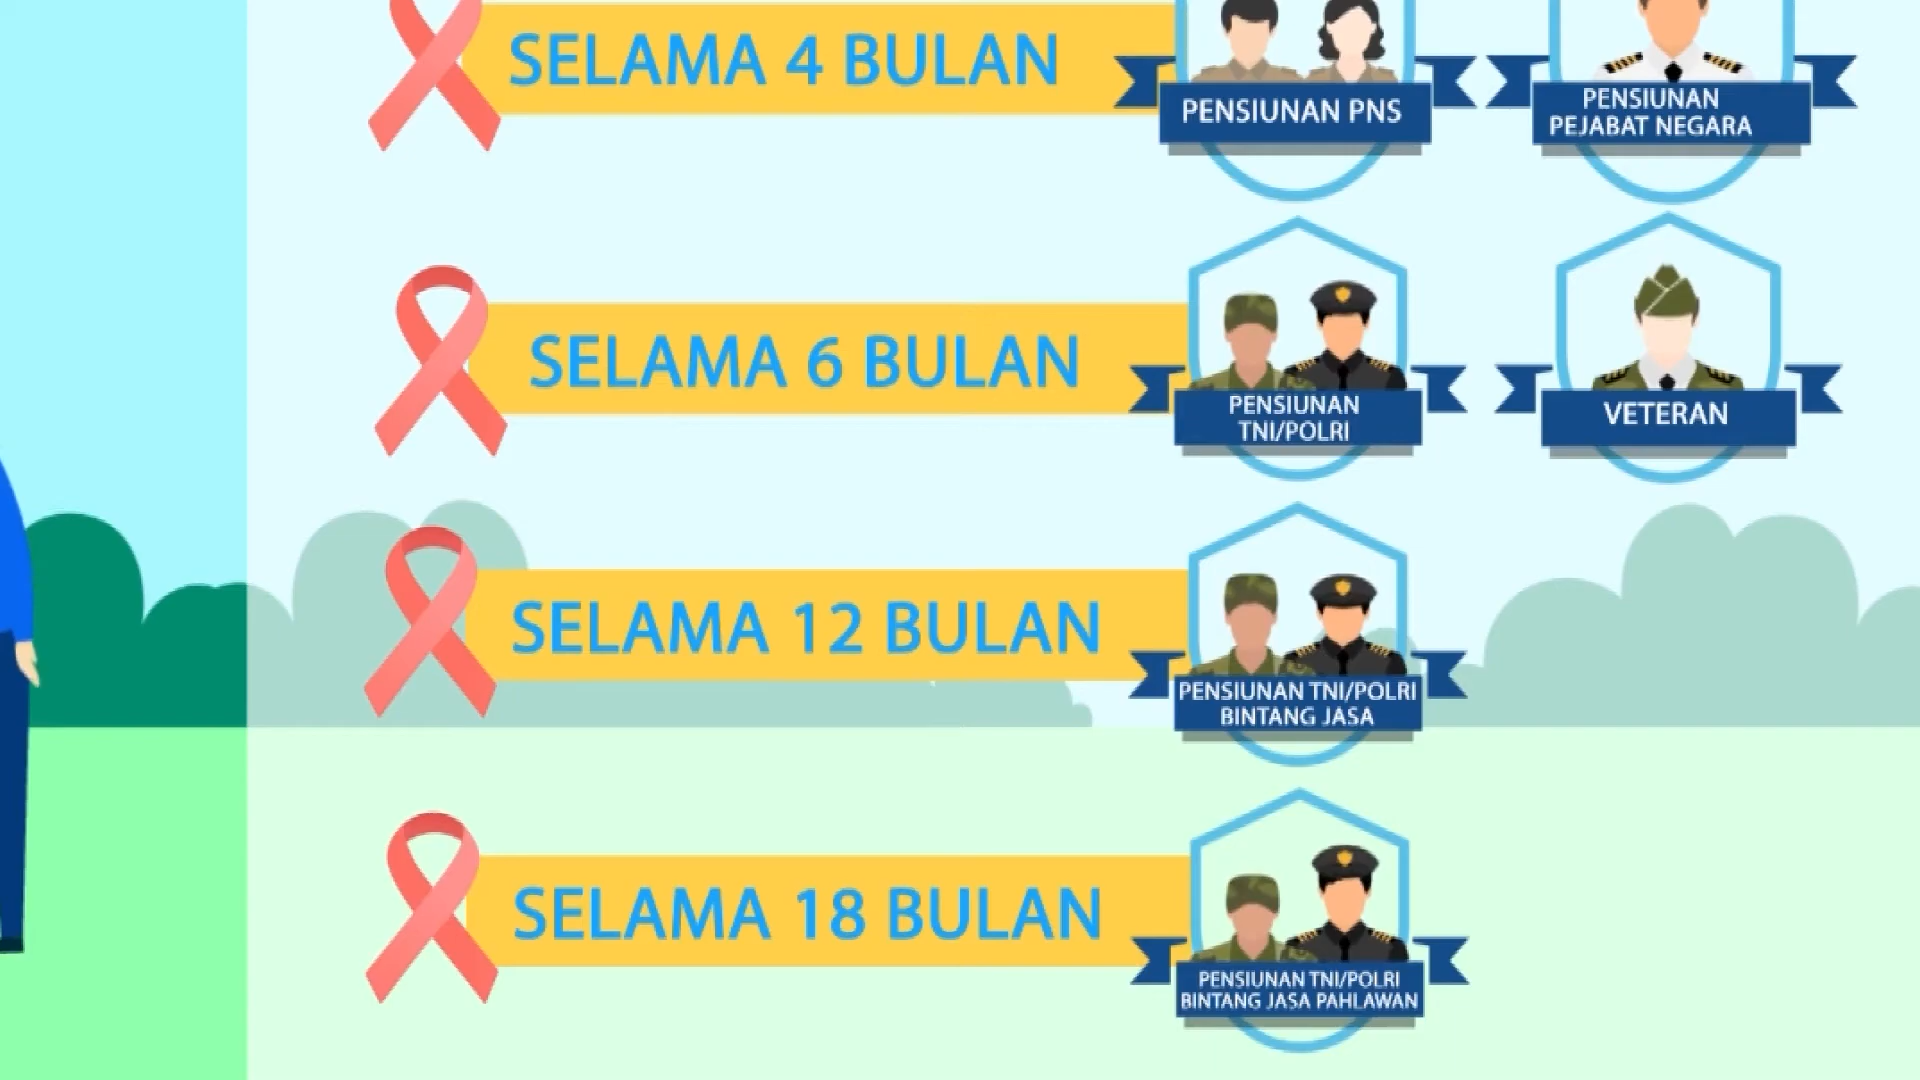 SELAMA 4 BULAN
PENSIUNAN PNS
PENSIUNAN
PEJABAT NEGARA
SELAMA 6 BULAN
PENSIUNAN
TNI/POLRI
VETERAN
SELAMA 12 BULAN
PENSIUNAN TNI/POLRI
BINTANG JASA
SELAMA 18 BULAN
PENSIUNAN TNI/POLRI
BINTANG JASA PAHLAWAN